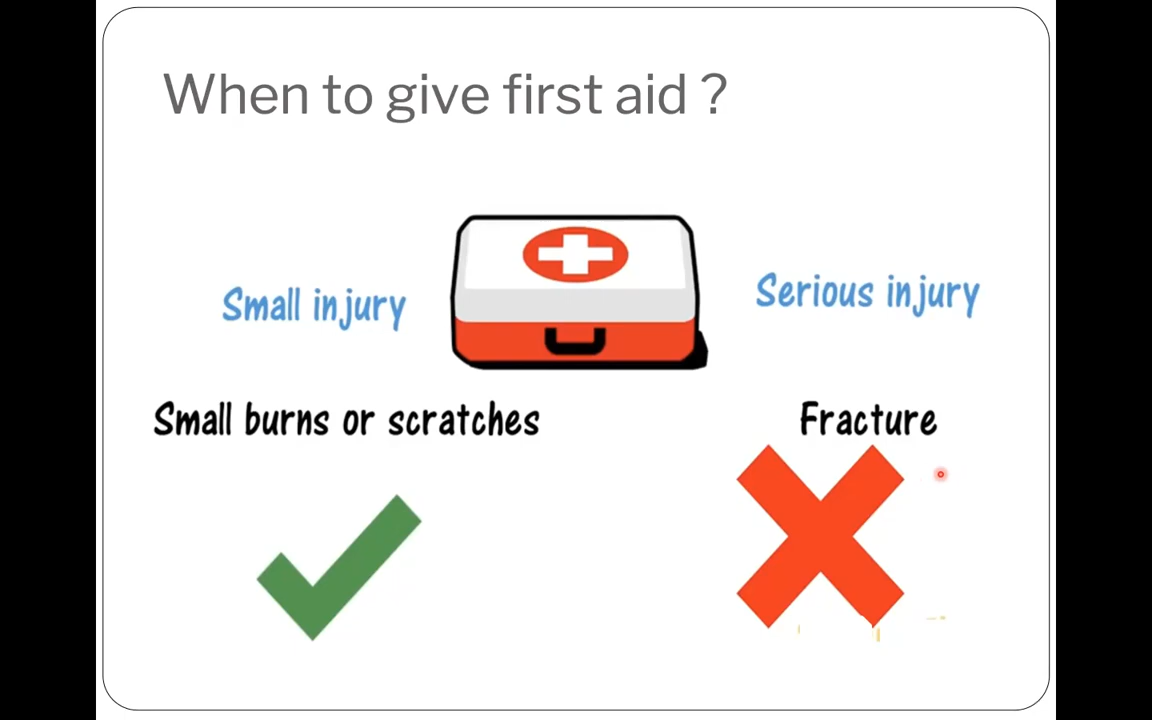 When to give first aid ?
Small injury
Serious injury
Small burns or scratches
Fracture